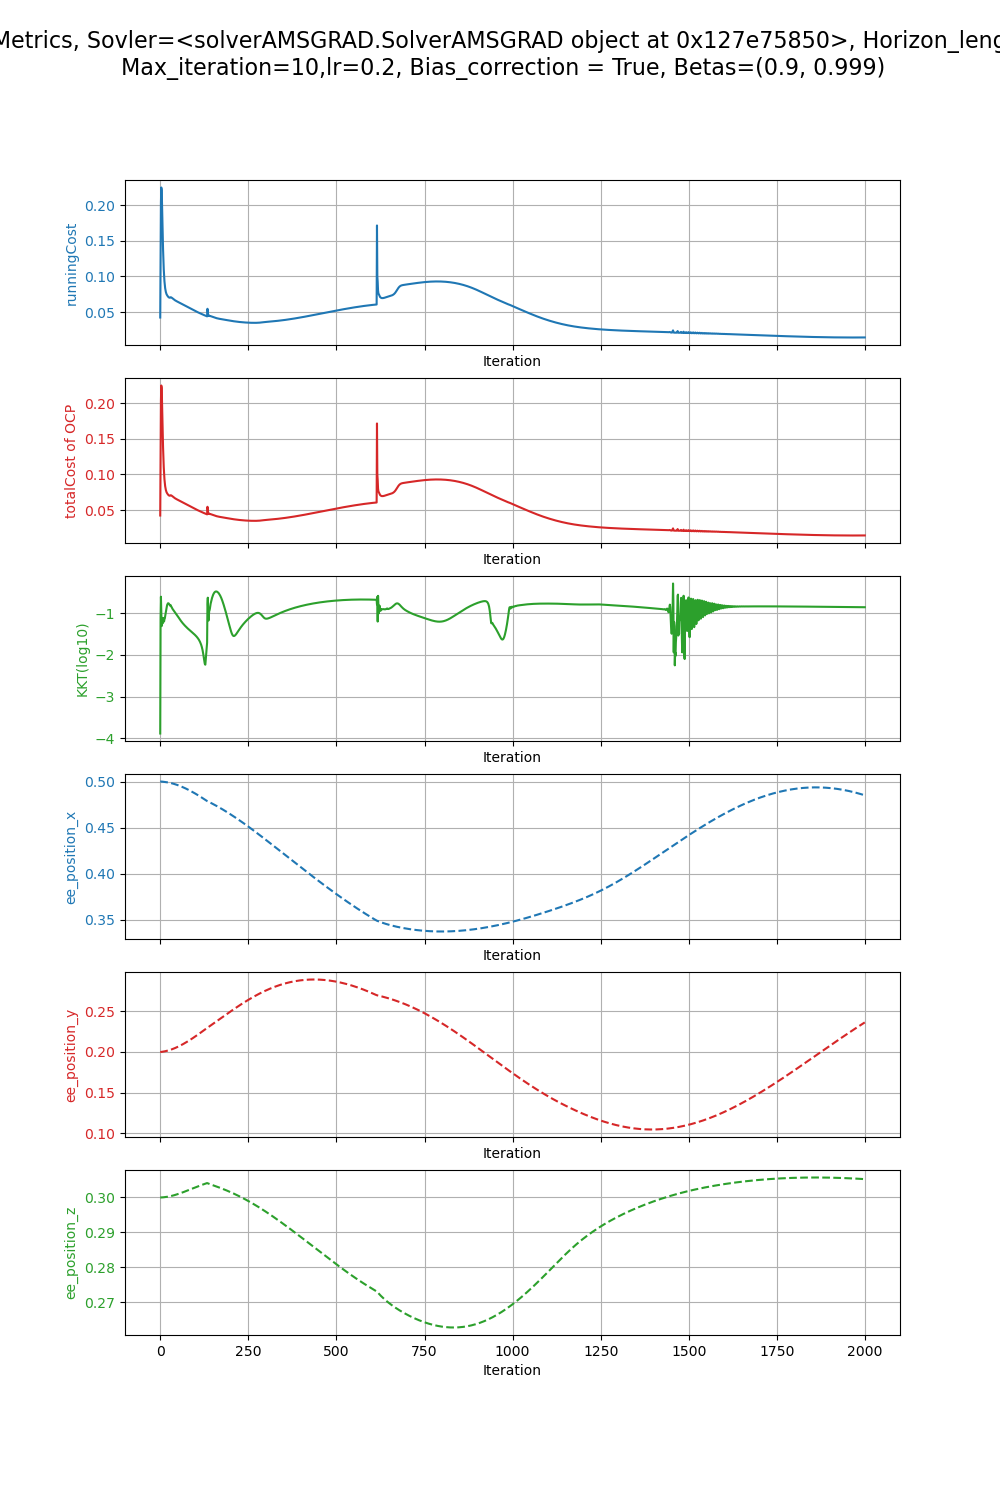 Metrics, Sovler=<solverAMSGRAD.SolverAMSGRAD object at 0x127e75850>,
Max_iteration=10,lr=0.2, Bias_correction = True, Betas=(0.9, 0.999)
runningCost
0.20
0.15
0.10
0.05
Iteration
totalCost of OCP
0.20
0.15
0.10
0.05
Iteration
KKT(log10)
−1
−2
−3
−4
Iteration
ee_position_x
0.50
0.45
0.40
0.35
Iteration
ee_position_y
0.25
0.20
0.15
0.10
Iteration
ee_position_z
0.30
0.29
0.28
0.27
0 250 500 750 1000 1250 1500 1750 2000
Iteration